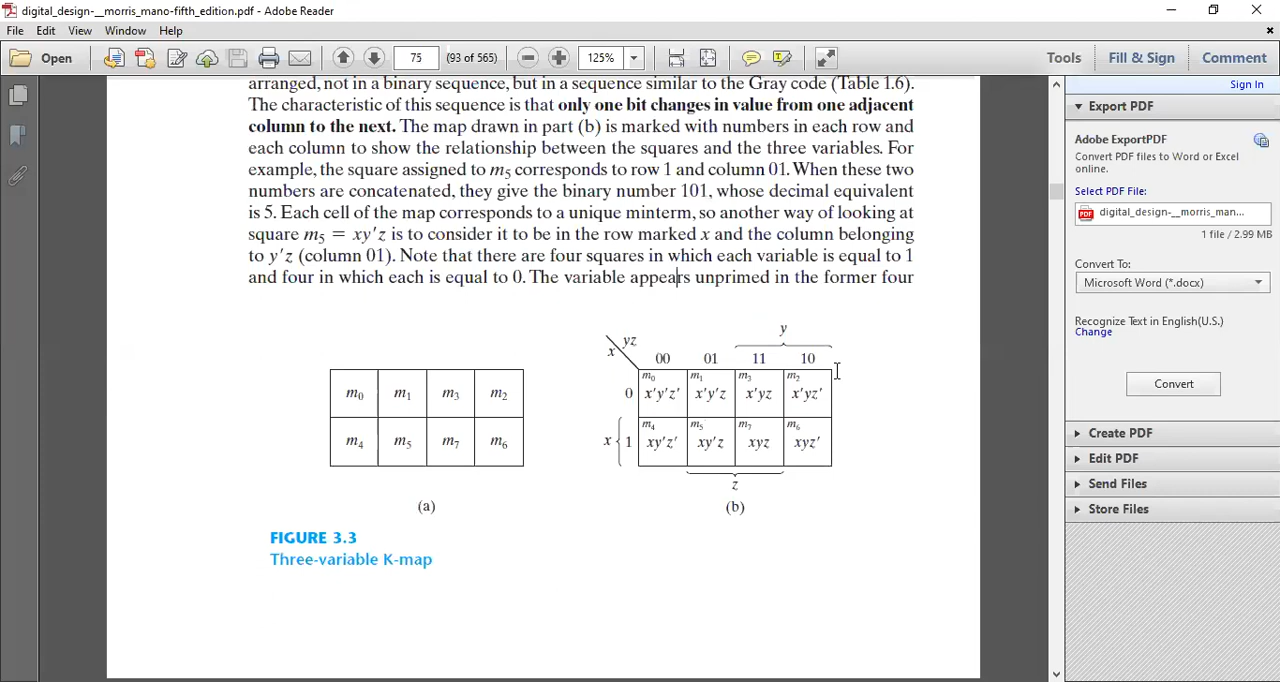 digital_design-__morris_mano-fifth_edition.pdf - Adobe Reader
File Edit View Window Help
Open 75 (93 of 565) 125% Tools Fill & Sign Comment
Sign In
arranged, not in a binary sequence, but in a sequence similar to the Gray code (Table 1.6).
The characteristic of this sequence is that only one bit changes in value from one adjacent
column to the next. The map drawn in part (b) is marked with numbers in each row and
each column to show the relationship between the squares and the three variables. For
example, the square assigned to m5 corresponds to row 1 and column 01. When these two
numbers are concatenated, they give the binary number 101, whose decimal equivalent
is 5. Each cell of the map corresponds to a unique minterm, so another way of looking at
square m5 = xy'z is to consider it to be in the row marked x and the column belonging
to y'z (column 01). Note that there are four squares in which each variable is equal to 1
and four in which each is equal to 0. The variable appears unprimed in the former four
m0 m1 m3 m2
m4 m5 m7 m6
(a)
y
yz
x
00 01 11 10
m0 m1 m3 m2
0 x'y'z' x'y'z x'yz x'yz'
m4 m5 m7 m6
x 1 xy'z' xy'z xyz xyz'
z
(b)
FIGURE 3.3
Three-variable K-map
Export PDF
Adobe ExportPDF
Convert PDF files to Word or Excel
online.
Select PDF File:
digital_design-__morris_man...
1 file / 2.99 MB
Convert To:
Microsoft Word (*.docx)
Recognize Text in English(U.S.)
Change
Convert
Create PDF
Edit PDF
Send Files
Store Files